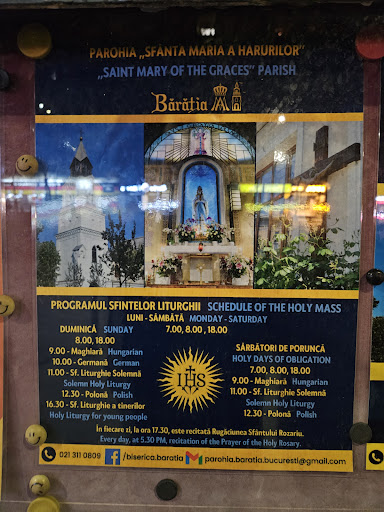 PAROHIA „SFÂNTA MARIA A HARURILOR”
„SAINT MARY OF THE GRACES” PARISH
Bărăția
PROGRAMUL SFINTELOR LITURGHII SCHEDULE OF THE HOLY MASS
LUNI - SÂMBĂTĂ MONDAY - SATURDAY
7.00, 8.00 , 18.00
DUMINICĂ SUNDAY
8.00, 18.00
9.00 - Maghiară Hungarian
10.00 - Germană German
11.00 - Sf. Liturghie Solemnă
Solemn Holy Liturgy
12.30 - Polonă Polish
16.30 - Sf. Liturghie a tinerilor
Holy Liturgy for young people
IHS
SĂRBĂTORI DE PORUNCĂ
HOLY DAYS OF OBLIGATION
7.00, 8.00, 18.00
9.00 - Maghiară Hungarian
11.00 - Sf. Liturghie Solemnă
Solemn Holy Liturgy
12.30 - Polonă Polish
În fiecare zi, la ora 17.30, este recitată Rugăciunea Sfântului Rozariu.
Every day, at 5.30 PM, recitation of the Prayer of the Holy Rosary.
021 311 0809 f /biserica.baratia M parohia.baratia.bucuresti@gmail.com